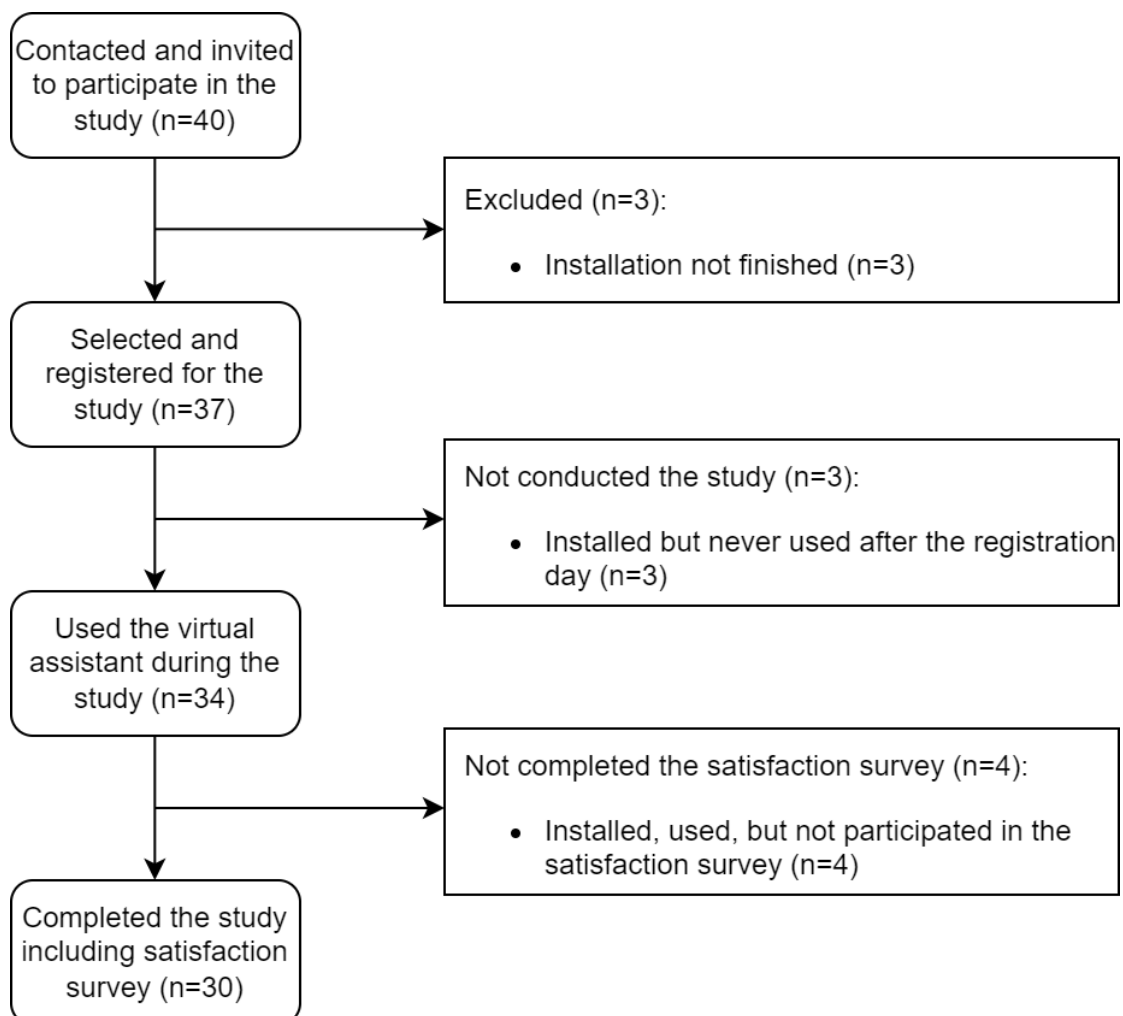 Contacted and invited
to participate in the
study (n=40)
Excluded (n=3):
• Installation not finished (n=3)
Selected and
registered for the
study (n=37)
Not conducted the study (n=3):
• Installed but never used after the registration
day (n=3)
Used the virtual
assistant during the
study (n=34)
Not completed the satisfaction survey (n=4):
• Installed, used, but not participated in the
satisfaction survey (n=4)
Completed the study
including satisfaction
survey (n=30)